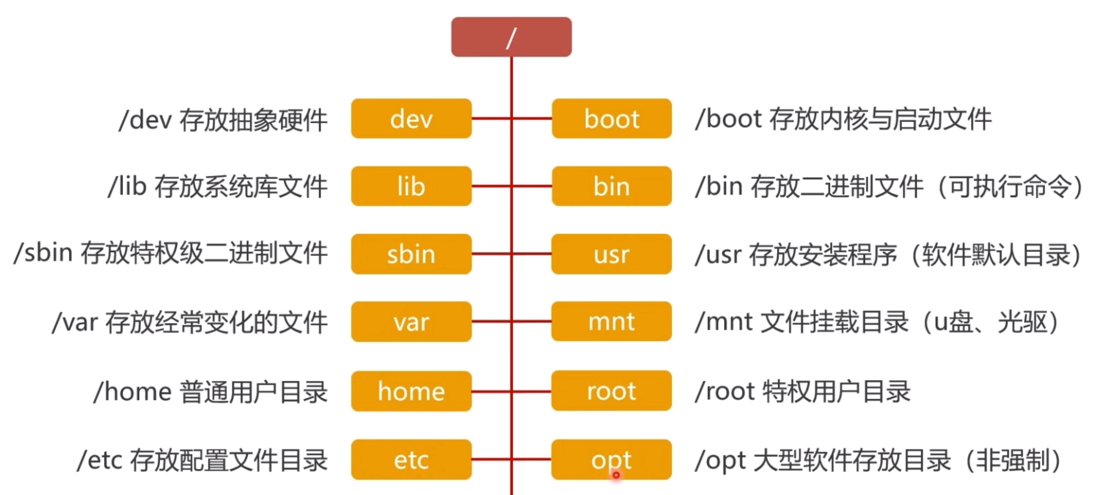 /
/dev 存放抽象硬件 dev boot /boot 存放内核与启动文件
/lib 存放系统库文件 lib bin /bin 存放二进制文件（可执行命令）
/sbin 存放特权级二进制文件 sbin usr /usr 存放安装程序（软件默认目录）
/var 存放经常变化的文件 var mnt /mnt 文件挂载目录（u盘、光驱）
/home 普通用户目录 home root /root 特权用户目录
/etc 存放配置文件目录 etc opt /opt 大型软件存放目录（非强制）